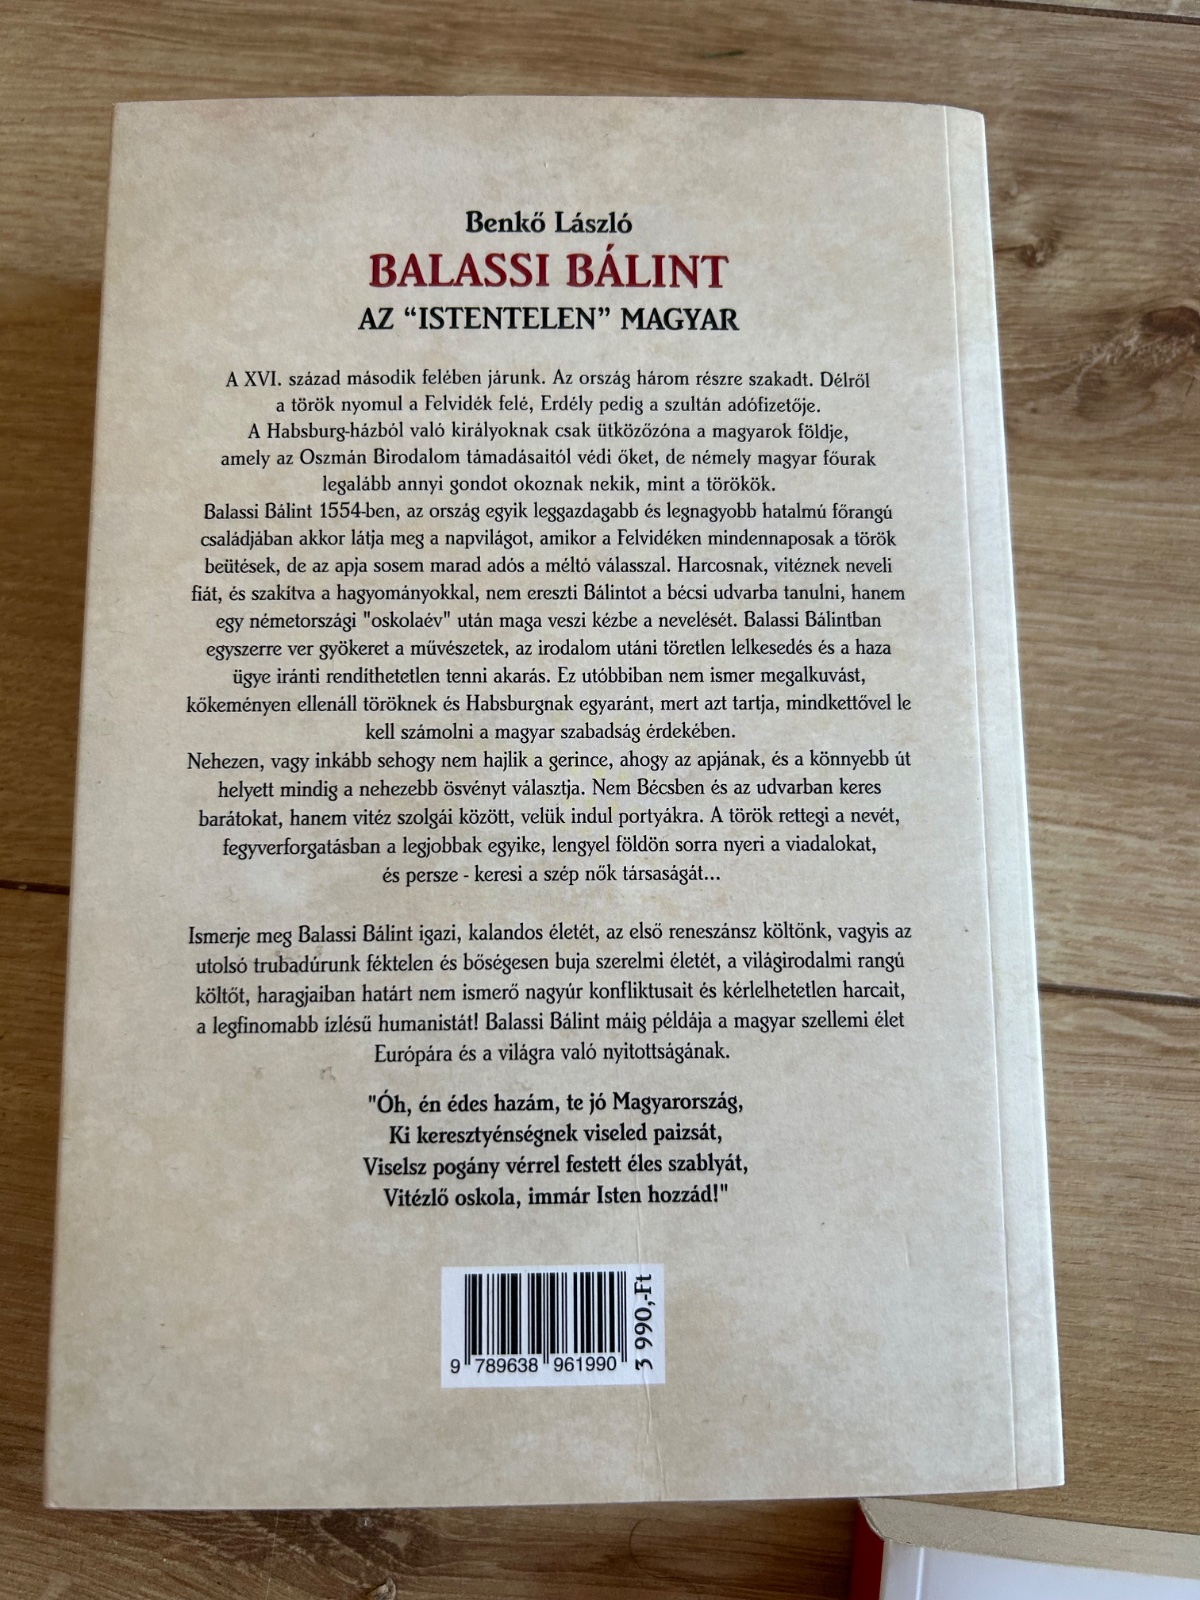 Benkő László
BALASSI BÁLINT
AZ “ISTENTELEN” MAGYAR
A XVI. század második felében járunk. Az ország három részre szakadt. Délről
a török nyomul a Felvidék felé, Erdély pedig a szultán adófizetője.
A Habsburg-házból való királyoknak csak ütközőzóna a magyarok földje,
amely az Oszmán Birodalom támadásaitól védi őket, de némely magyar főurak
legalább annyi gondot okoznak nekik, mint a törökök.
Balassi Bálint 1554-ben, az ország egyik leggazdagabb és legnagyobb hatalmú főrangú
családjában akkor látja meg a napvilágot, amikor a Felvidéken mindennaposak a török
beütések, de az apja sosem marad adós a méltó válasszal. Harcosnak, vitéznek neveli
fiát, és szakítva a hagyományokkal, nem ereszti Bálintot a bécsi udvarba tanulni, hanem
egy németországi "oskolaév" után maga veszi kézbe a nevelését. Balassi Bálintban
egyszerre ver gyökeret a művészetek, az irodalom utáni töretlen lelkesedés és a haza
ügye iránti rendíthetetlen tenni akarás. Ez utóbbiban nem ismer megalkuvást,
kőkeményen ellenáll töröknek és Habsburgnak egyaránt, mert azt tartja, mindkettővel le
kell számolni a magyar szabadság érdekében.
Nehezen, vagy inkább sehogy nem hajlik a gerince, ahogy az apjának, és a könnyebb út
helyett mindig a nehezebb ösvényt választja. Nem Bécsben és az udvarban keres
barátokat, hanem vitéz szolgái között, velük indul portyákra. A török rettegi a nevét,
fegyverforgatásban a legjobbak egyike, lengyel földön sorra nyeri a viadalokat,
és persze - keresi a szép nők társaságát...
Ismerje meg Balassi Bálint igazi, kalandos életét, az első reneszánsz költőnk, vagyis az
utolsó trubadúrunk féktelen és bőségesen buja szerelmi életét, a világirodalmi rangú
költőt, haragjaiban határt nem ismerő nagyúr konfliktusait és kérlelhetetlen harcait,
a legfinomabb ízlésű humanistát! Balassi Bálint máig példája a magyar szellemi élet
Európára és a világra való nyitottságának.
"Óh, én édes hazám, te jó Magyarország,
Ki keresztyénségnek viseled paizsát,
Viselsz pogány vérrel festett éles szablyát,
Vitézlő oskola, immár Isten hozzád!"
9 789638 961990
3 990,-Ft